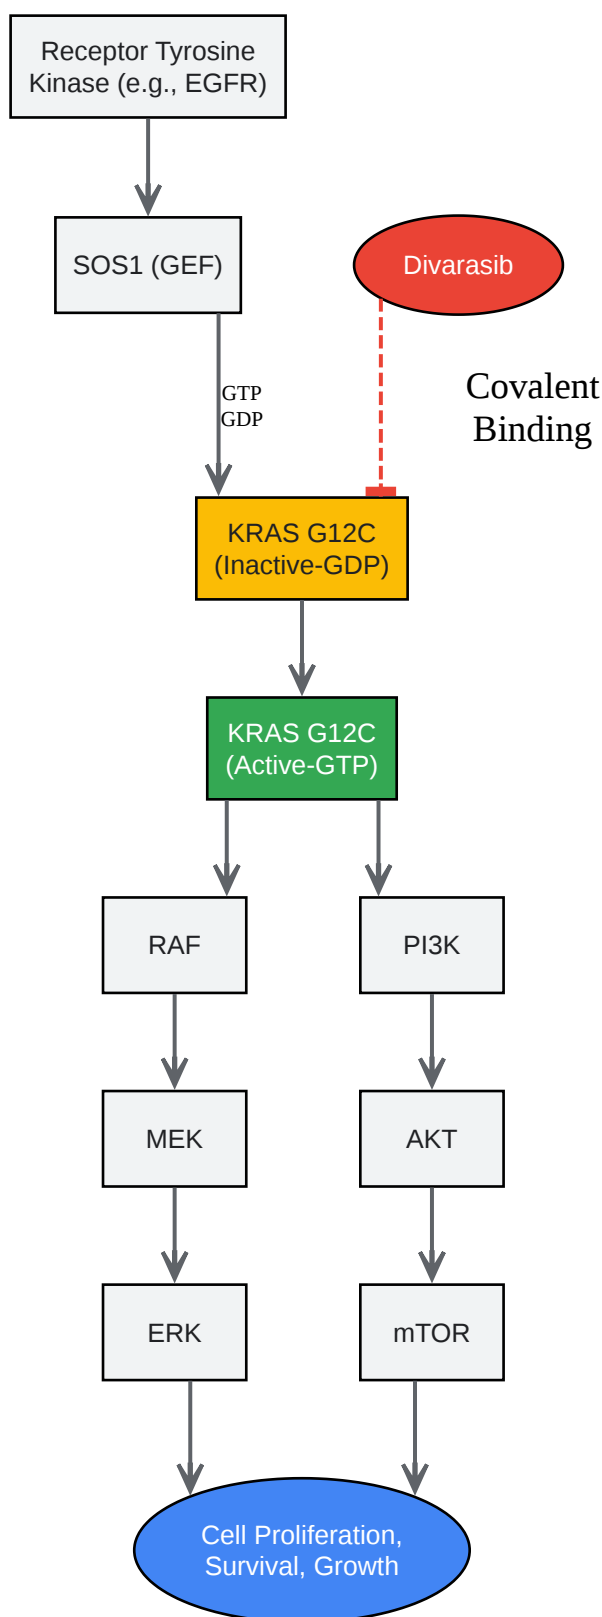 Receptor Tyrosine
Kinase (e.g., EGFR)
SOS1 (GEF)
Divarasib
GTP
GDP
Covalent
Binding
KRAS G12C
(Inactive-GDP)
KRAS G12C
(Active-GTP)
RAF
PI3K
MEK
AKT
ERK
mTOR
Cell Proliferation,
Survival, Growth